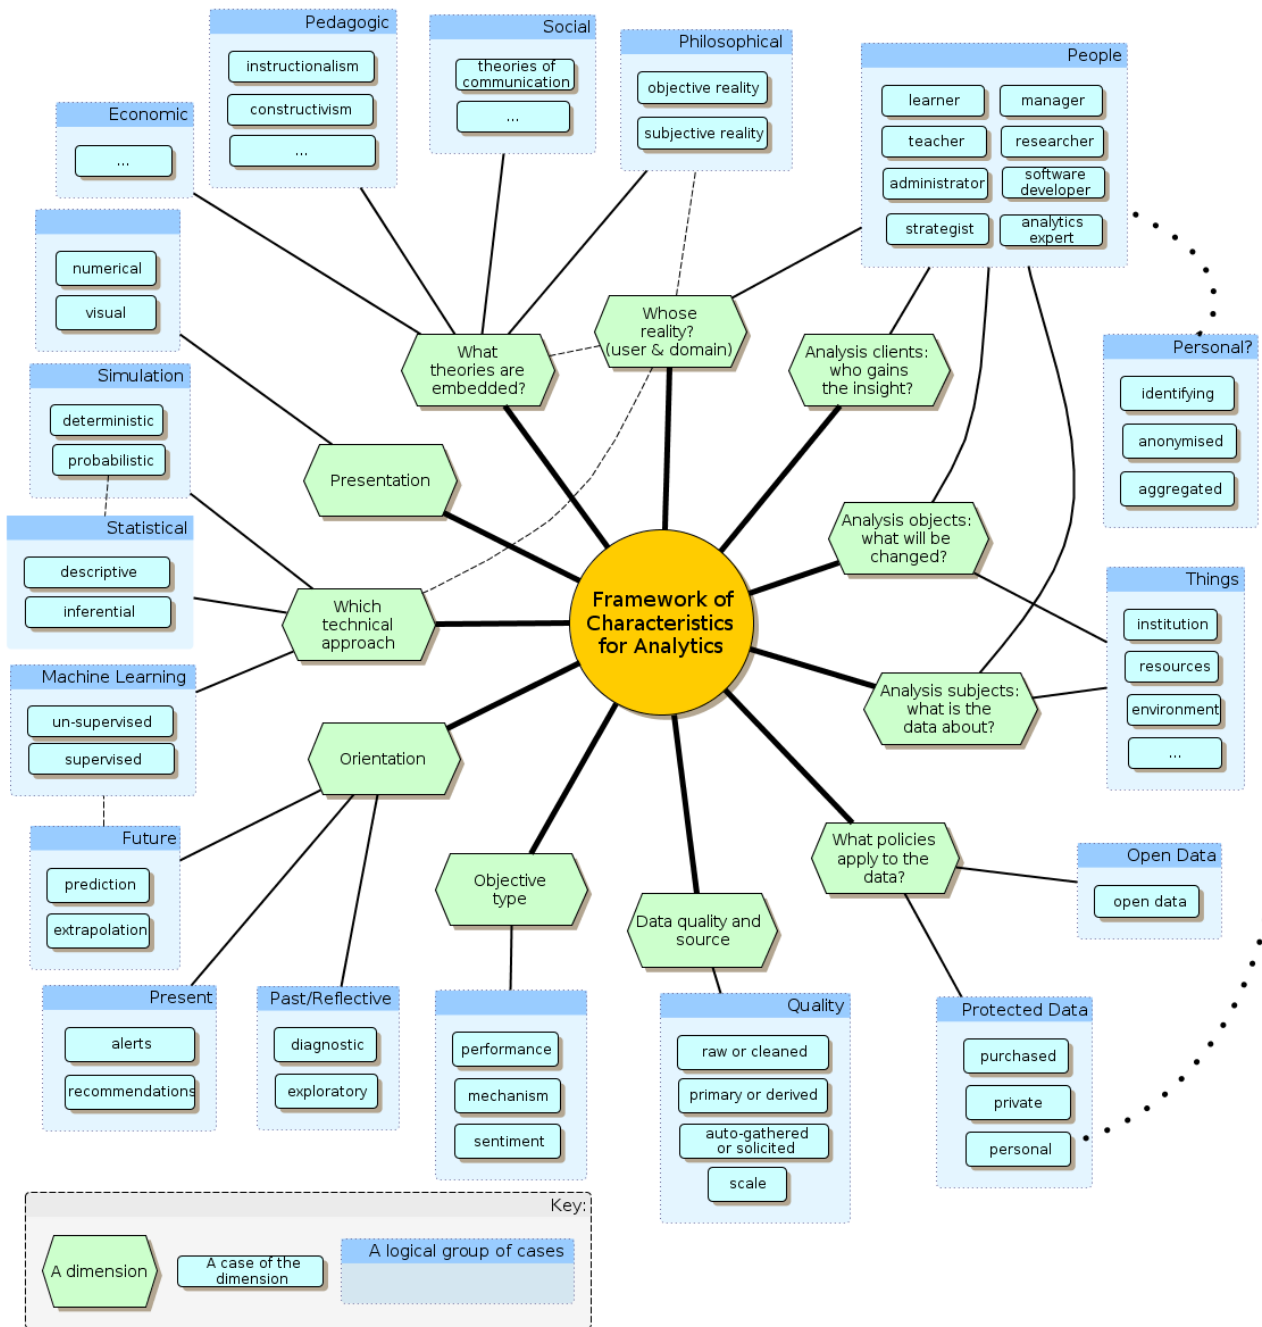 Pedagogic
instructionalism
constructivism
...
Social
theories of
communication
...
Philosophical
objective reality
subjective reality
People
learner
manager
teacher
researcher
administrator
software
developer
strategist
analytics
expert
Economic
...
numerical
visual
Simulation
deterministic
probabilistic
Statistical
descriptive
inferential
Machine Learning
un-supervised
supervised
Future
prediction
extrapolation
Present
alerts
recommendations
Past/Reflective
diagnostic
exploratory
performance
mechanism
sentiment
Quality
raw or cleaned
primary or derived
auto-gathered
or solicited
scale
Protected Data
purchased
private
personal
Open Data
open data
Things
institution
resources
environment
...
Personal?
identifying
anonymised
aggregated
What
theories are
embedded?
Whose
reality?
(user & domain)
Analysis clients:
who gains
the insight?
Analysis objects:
what will be
changed?
Analysis subjects:
what is the
data about?
What policies
apply to the
data?
Data quality and
source
Objective
type
Orientation
Which
technical
approach
Presentation
Framework of
Characteristics
for Analytics
Key:
A dimension
A case of the
dimension
A logical group of cases